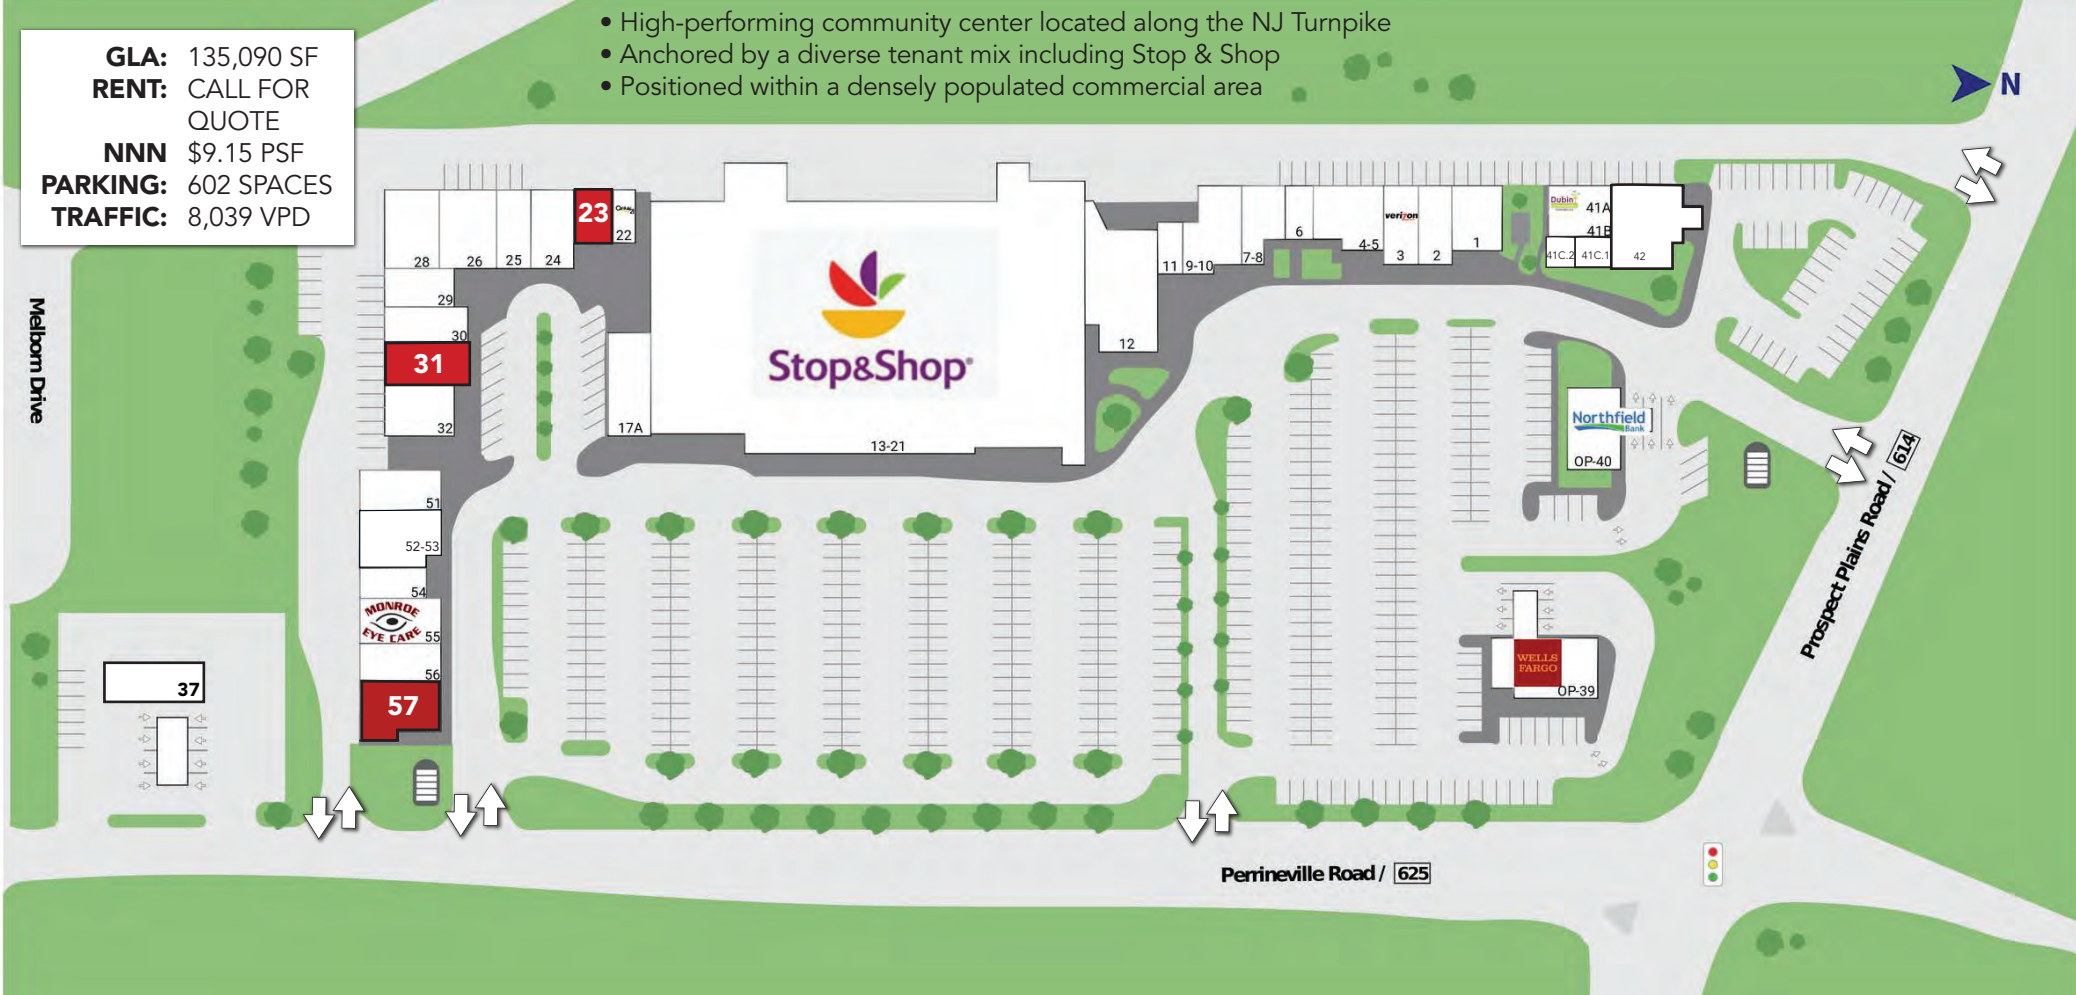 • High-performing community center located along the NJ Turnpike
• Anchored by a diverse tenant mix including Stop & Shop
• Positioned within a densely populated commercial area
GLA: 135,090 SF
RENT: CALL FOR
QUOTE
NNN $9.15 PSF
PARKING: 602 SPACES
TRAFFIC: 8,039 VPD
N
28
26
25
24
23
22
29
30
31
32
17A
Stop&Shop
13-21
12
11
9-10
7-8
6
4-5
verizon
3
2
1
Dubin
41A
41B
41C.2
41C.1
42
Northfield
Bank
OP-40
51
52-53
54
MONROE
EYE CARE
55
56
57
37
WELLS
FARGO
OP-39
Melborn Drive
Prospect Plains Road / 614
Perrineville Road / 625